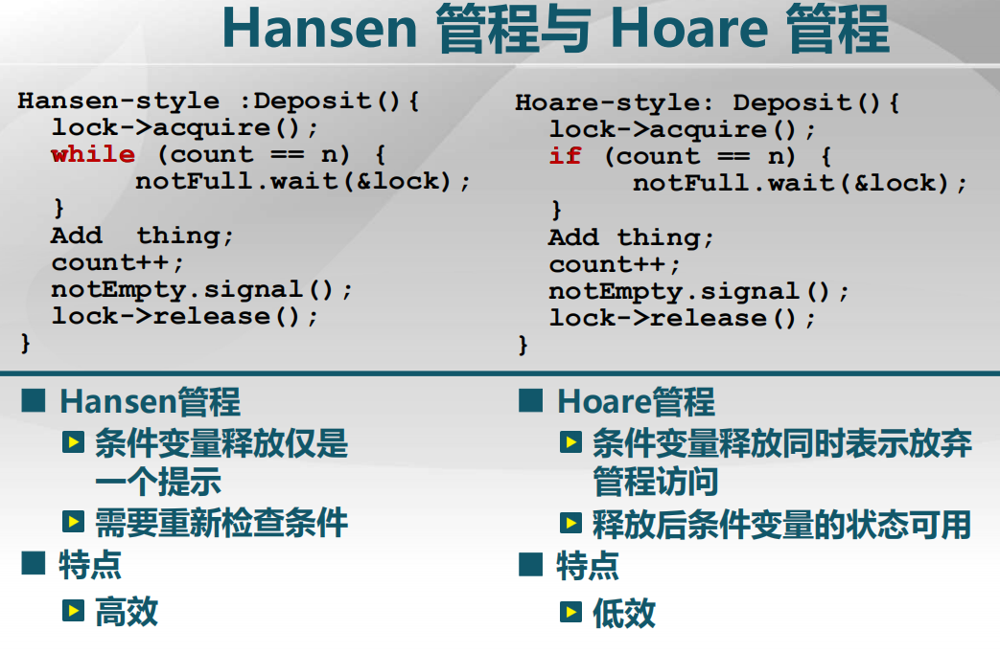 Hansen 管程与 Hoare 管程
Hansen-style :Deposit(){
lock->acquire();
while (count == n) {
notFull.wait(&lock);
}
Add thing;
count++;
notEmpty.signal();
lock->release();
}
Hoare-style: Deposit(){
lock->acquire();
if (count == n) {
notFull.wait(&lock);
}
Add thing;
count++;
notEmpty.signal();
lock->release();
}
Hansen管程
条件变量释放仅是
一个提示
需要重新检查条件
特点
高效
Hoare管程
条件变量释放同时表示放弃
管程访问
释放后条件变量的状态可用
特点
低效